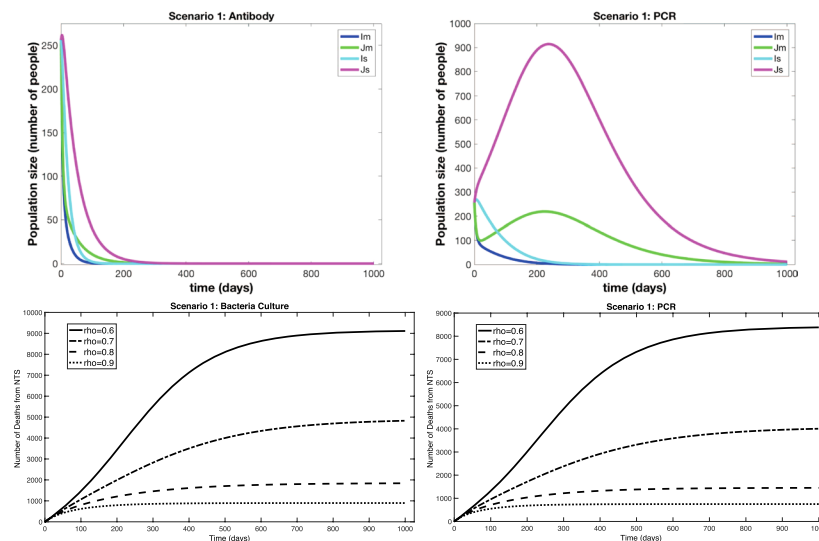 Scenario 1: Antibody
Population size (number of people)
250
200
150
100
50
0
0
200
400
600
800
1000
time (days)
Im
Jm
Is
Js
Scenario 1: PCR
Population size (number of people)
1000
900
800
700
600
500
400
300
200
100
0
0
200
400
600
800
1000
time (days)
Im
Jm
Is
Js
Scenario 1: Bacteria Culture
Number of Deaths from NTS
10000
9000
8000
7000
6000
5000
4000
3000
2000
1000
0
0
100
200
300
400
500
600
700
800
900
1000
Time (days)
rho=0.6
rho=0.7
rho=0.8
rho=0.9
Scenario 1: PCR
Number of Deaths from NTS
9000
8000
7000
6000
5000
4000
3000
2000
1000
0
0
100
200
300
400
500
600
700
800
900
1000
Time (days)
rho=0.6
rho=0.7
rho=0.8
rho=0.9